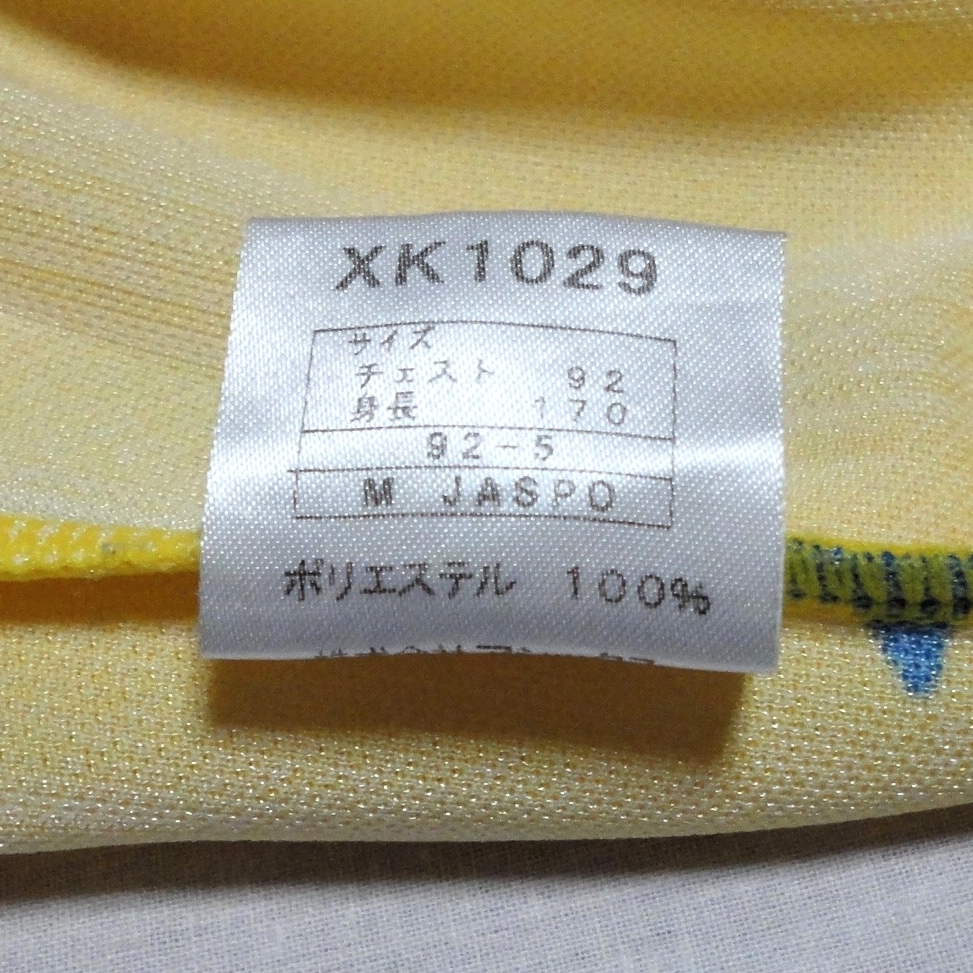 XK1029
サイズ
チェスト 92
身長 170
92-5
M JASPO
ポリエステル 100%